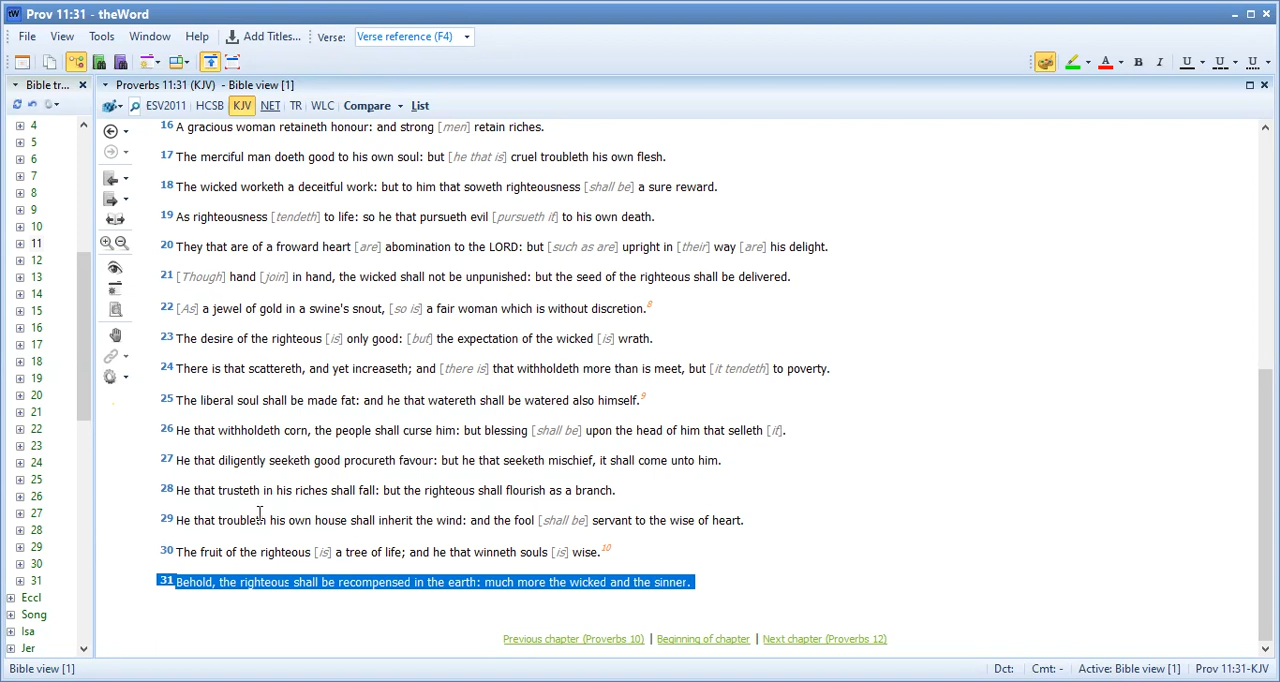 Prov 11:31 - theWord
File View Tools Window Help Add Titles... Verse: Verse reference (F4)
Bible tr...
Proverbs 11:31 (KJV) - Bible view [1]
ESV2011 HCSB KJV NET TR WLC Compare List
4
5
6
7
8
9
10
11
12
13
14
15
16
17
18
19
20
21
22
23
24
25
26
27
28
29
30
31
Eccl
Song
Isa
Jer
16 A gracious woman retaineth honour: and strong [men] retain riches.
17 The merciful man doeth good to his own soul: but [he that is] cruel troubleth his own flesh.
18 The wicked worketh a deceitful work: but to him that soweth righteousness [shall be] a sure reward.
19 As righteousness [tendeth] to life: so he that pursueth evil [pursueth it] to his own death.
20 They that are of a froward heart [are] abomination to the LORD: but [such as are] upright in [their] way [are] his delight.
21 [Though] hand [join] in hand, the wicked shall not be unpunished: but the seed of the righteous shall be delivered.
22 [As] a jewel of gold in a swine's snout, [so is] a fair woman which is without discretion.8
23 The desire of the righteous [is] only good: [but] the expectation of the wicked [is] wrath.
24 There is that scattereth, and yet increaseth; and [there is] that withholdeth more than is meet, but [it tendeth] to poverty.
25 The liberal soul shall be made fat: and he that watereth shall be watered also himself.9
26 He that withholdeth corn, the people shall curse him: but blessing [shall be] upon the head of him that selleth [it].
27 He that diligently seeketh good procureth favour: but he that seeketh mischief, it shall come unto him.
28 He that trusteth in his riches shall fall: but the righteous shall flourish as a branch.
29 He that troubleth his own house shall inherit the wind: and the fool [shall be] servant to the wise of heart.
30 The fruit of the righteous [is] a tree of life; and he that winneth souls [is] wise.10
31 Behold, the righteous shall be recompensed in the earth: much more the wicked and the sinner.
Previous chapter (Proverbs 10) | Beginning of chapter | Next chapter (Proverbs 12)
Bible view [1] Dct: Cmt: - Active: Bible view [1] Prov 11:31-KJV